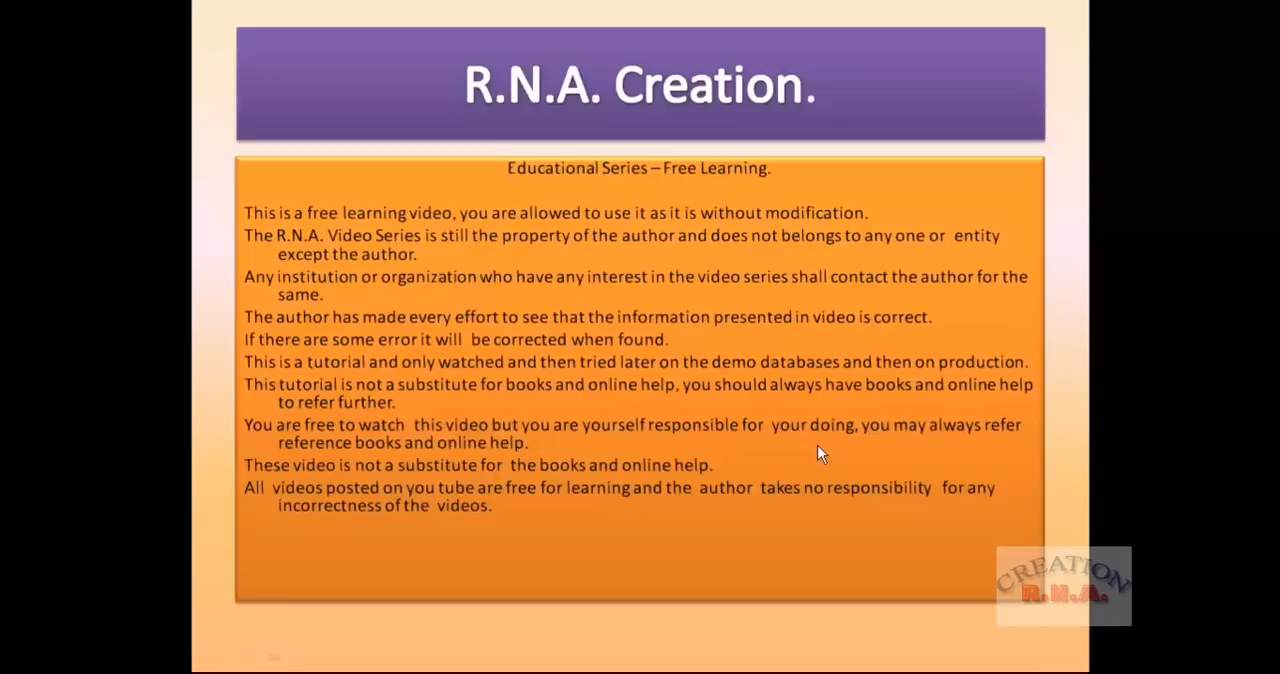 R.N.A. Creation.
Educational Series – Free Learning.
This is a free learning video, you are allowed to use it as it is without modification.
The R.N.A. Video Series is still the property of the author and does not belongs to any one or entity
except the author.
Any institution or organization who have any interest in the video series shall contact the author for the
same.
The author has made every effort to see that the information presented in video is correct.
If there are some error it will be corrected when found.
This is a tutorial and only watched and then tried later on the demo databases and then on production.
This tutorial is not a substitute for books and online help, you should always have books and online help
to refer further.
You are free to watch this video but you are yourself responsible for your doing, you may always refer
reference books and online help.
These video is not a substitute for the books and online help.
All videos posted on you tube are free for learning and the author takes no responsibility for any
incorrectness of the videos.
CREATION
R.N.A.